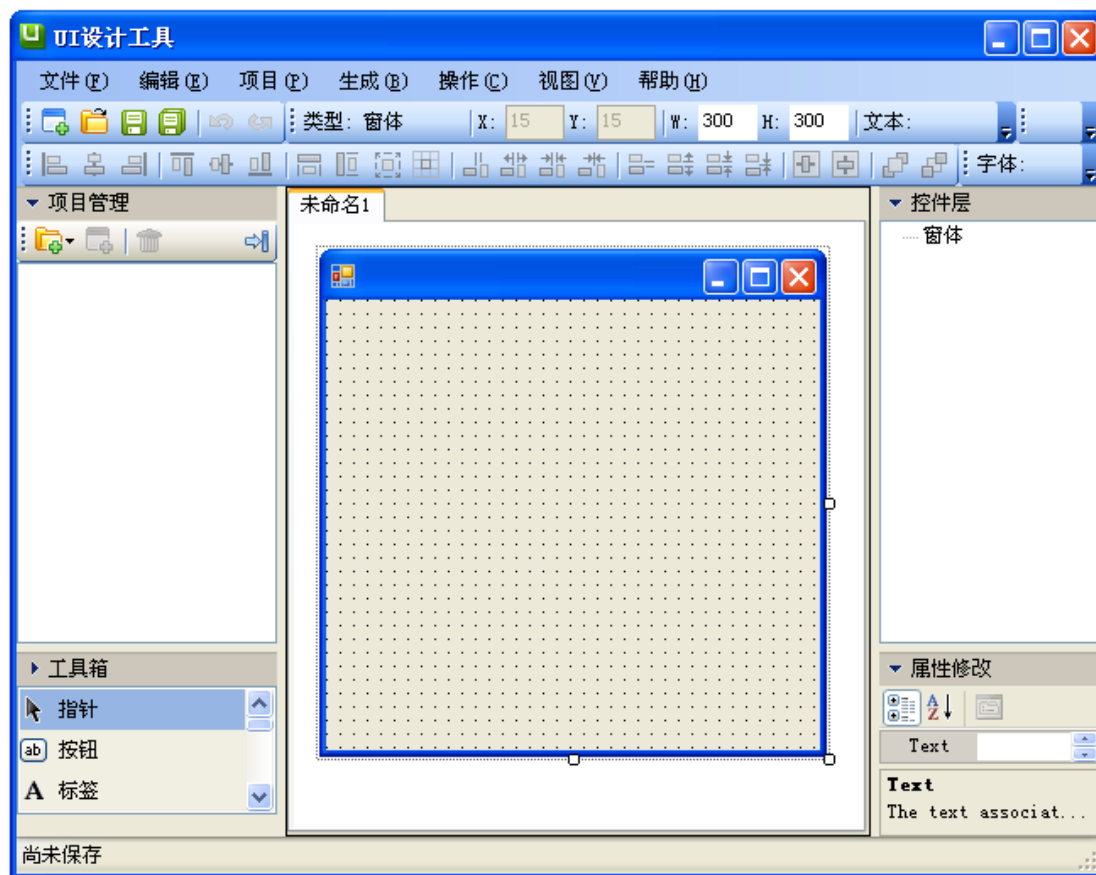 UI设计工具
文件(F) 编辑(E) 项目(P) 生成(B) 操作(C) 视图(V) 帮助(H)
类型: 窗体 X: 15 Y: 15 W: 300 H: 300 文本:
字体:
项目管理
未命名1
控件层
窗体
工具箱
指针
ab 按钮
A 标签
属性修改
A
Z
Text
Text
The text associat...
尚未保存